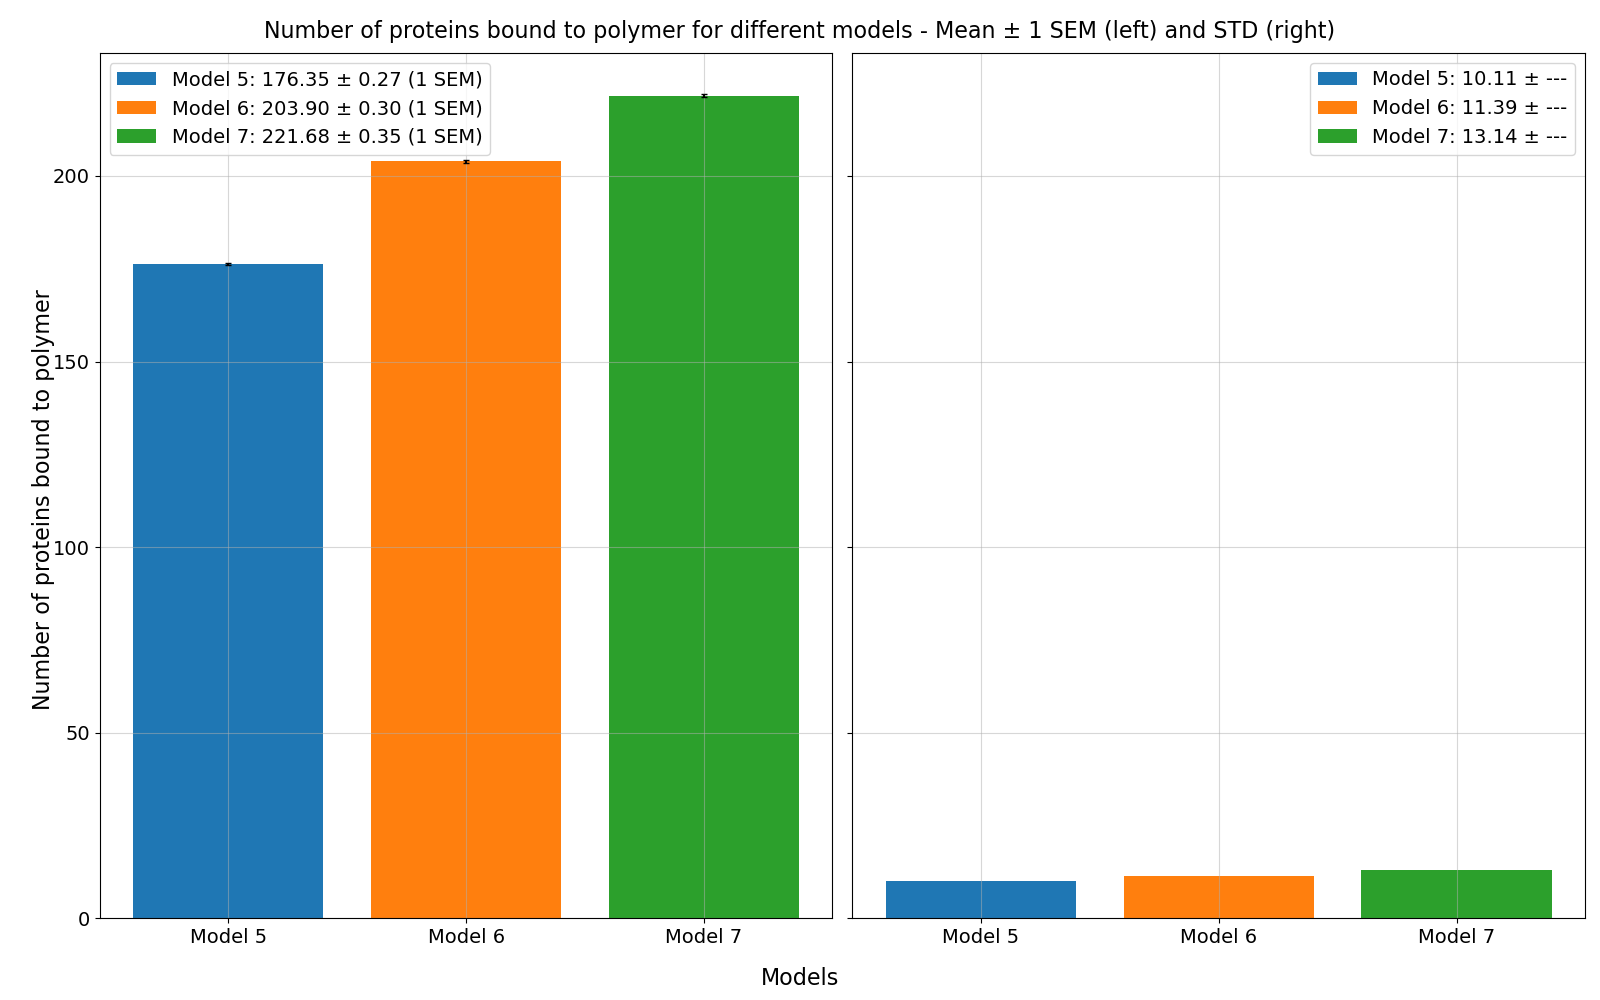 Number of proteins bound to polymer for different models - Mean ± 1 SEM (left) and STD (right)
Number of proteins bound to polymer
200
150
100
50
0
Model 5: 176.35 ± 0.27 (1 SEM)
Model 6: 203.90 ± 0.30 (1 SEM)
Model 7: 221.68 ± 0.35 (1 SEM)
Model 5
Model 6
Model 7
Model 5: 10.11 ± ---
Model 6: 11.39 ± ---
Model 7: 13.14 ± ---
Model 5
Model 6
Model 7
Models